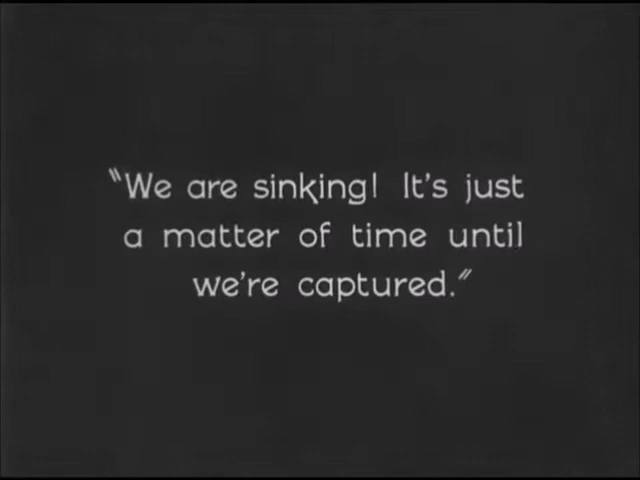 "We are sinking! It's just
a matter of time until
we're captured."